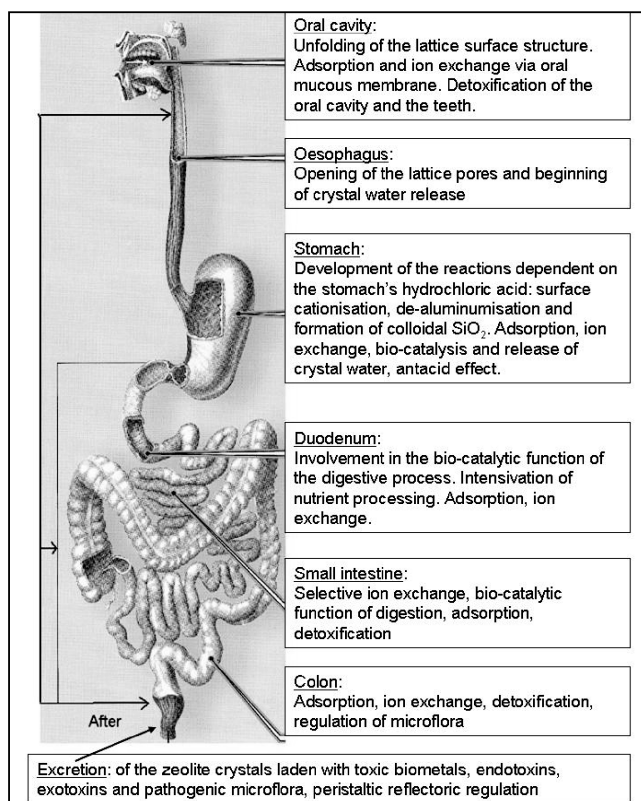 Oral cavity:
Unfolding of the lattice surface structure.
Adsorption and ion exchange via oral
mucous membrane. Detoxification of the
oral cavity and the teeth.
Oesophagus:
Opening of the lattice pores and beginning
of crystal water release
Stomach:
Development of the reactions dependent on
the stomach's hydrochloric acid: surface
cationisation, de-aluminumisation and
formation of colloidal SiO₂. Adsorption, ion
exchange, bio-catalysis and release of
crystal water, antacid effect.
Duodenum:
Involvement in the bio-catalytic function of
the digestive process. Intensivation of
nutrient processing. Adsorption, ion
exchange.
Small intestine:
Selective ion exchange, bio-catalytic
function of digestion, adsorption,
detoxification
Colon:
Adsorption, ion exchange, detoxification,
regulation of microflora
After
Excretion: of the zeolite crystals laden with toxic biometals, endotoxins,
exotoxins and pathogenic microflora, peristaltic reflectoric regulation